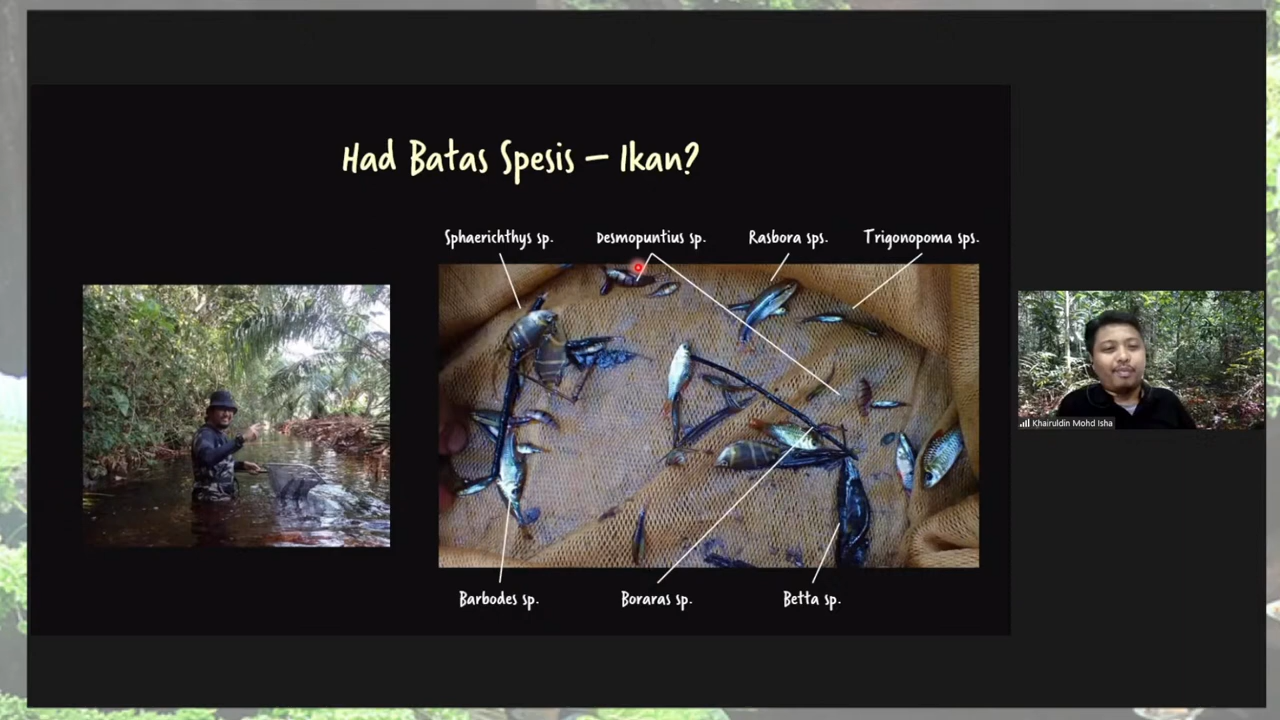 Had Batas Spesis – Ikan?
Sphaerichthys sp.
Desmopuntius sp.
Rasbora sps.
Trigonopoma sps.
Khairuldin Mohd Isha
Barbodes sp.
Boraras sp.
Betta sp.